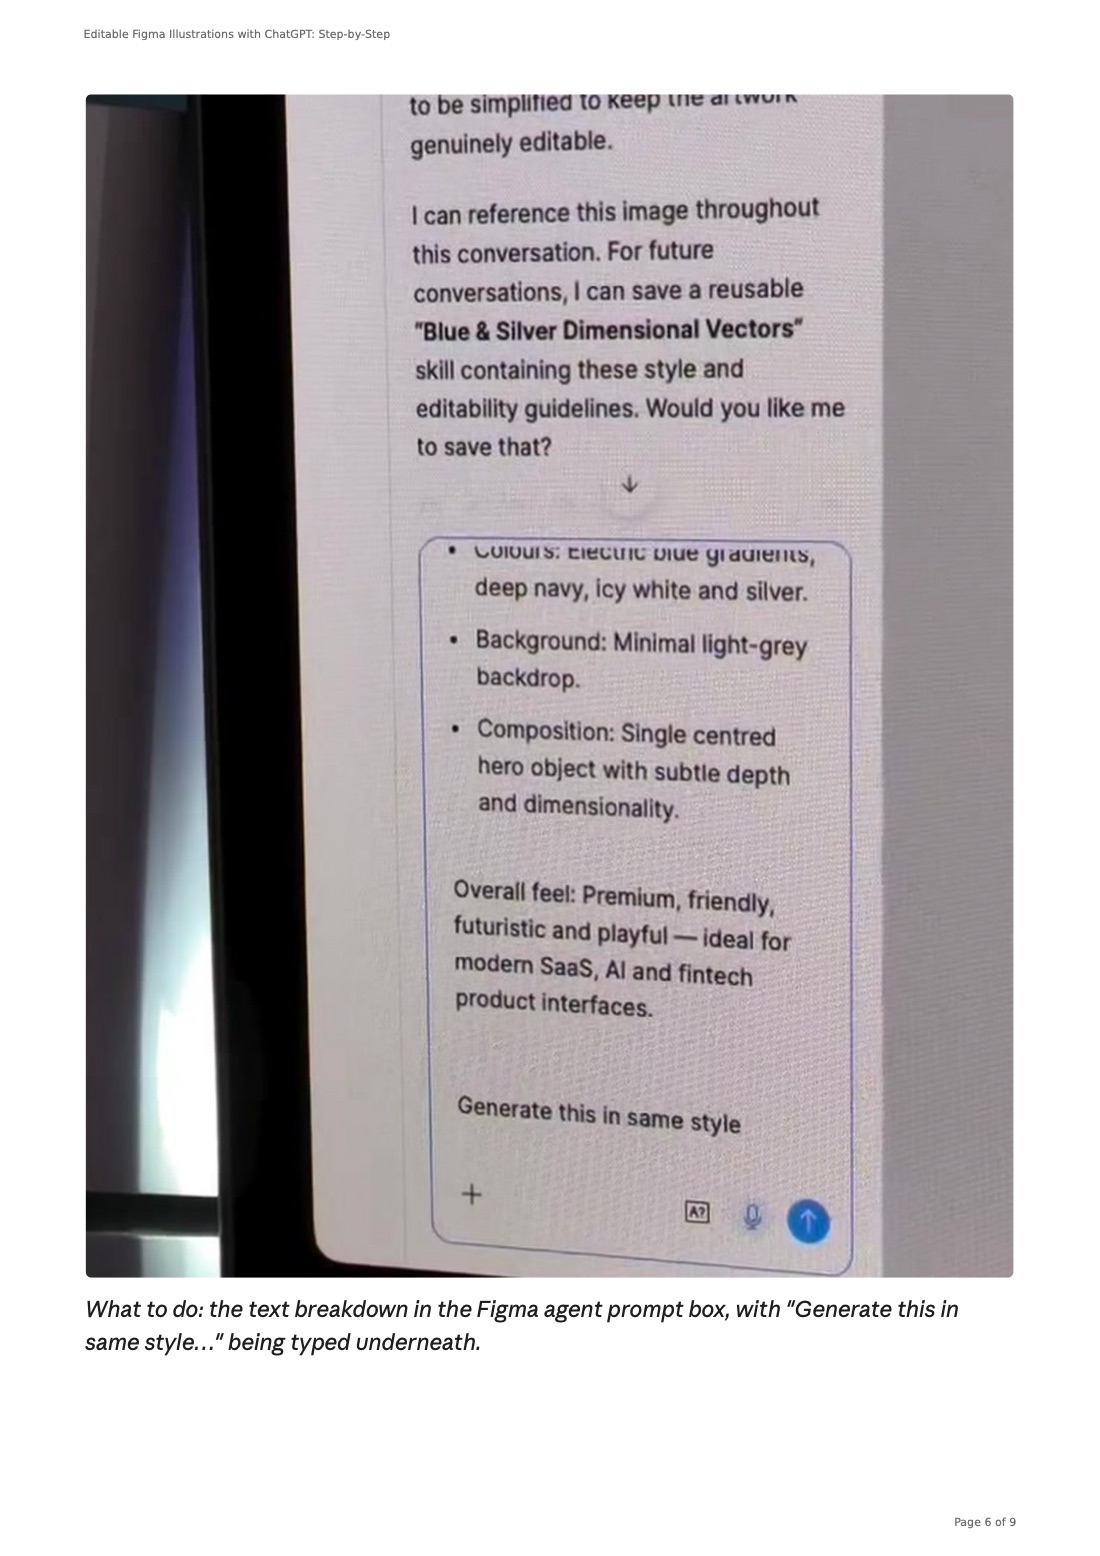 Editable Figma Illustrations with ChatGPT: Step-by-Step
to be simplified to keep the artwork
genuinely editable.
I can reference this image throughout
this conversation. For future
conversations, I can save a reusable
"Blue & Silver Dimensional Vectors"
skill containing these style and
editability guidelines. Would you like me
to save that?
• Colours: Electric blue gradients,
deep navy, icy white and silver.
• Background: Minimal light-grey
backdrop.
• Composition: Single centred
hero object with subtle depth
and dimensionality.
Overall feel: Premium, friendly,
futuristic and playful — ideal for
modern SaaS, AI and fintech
product interfaces.
Generate this in same style
A?
What to do: the text breakdown in the Figma agent prompt box, with "Generate this in
same style…" being typed underneath.
Page 6 of 9